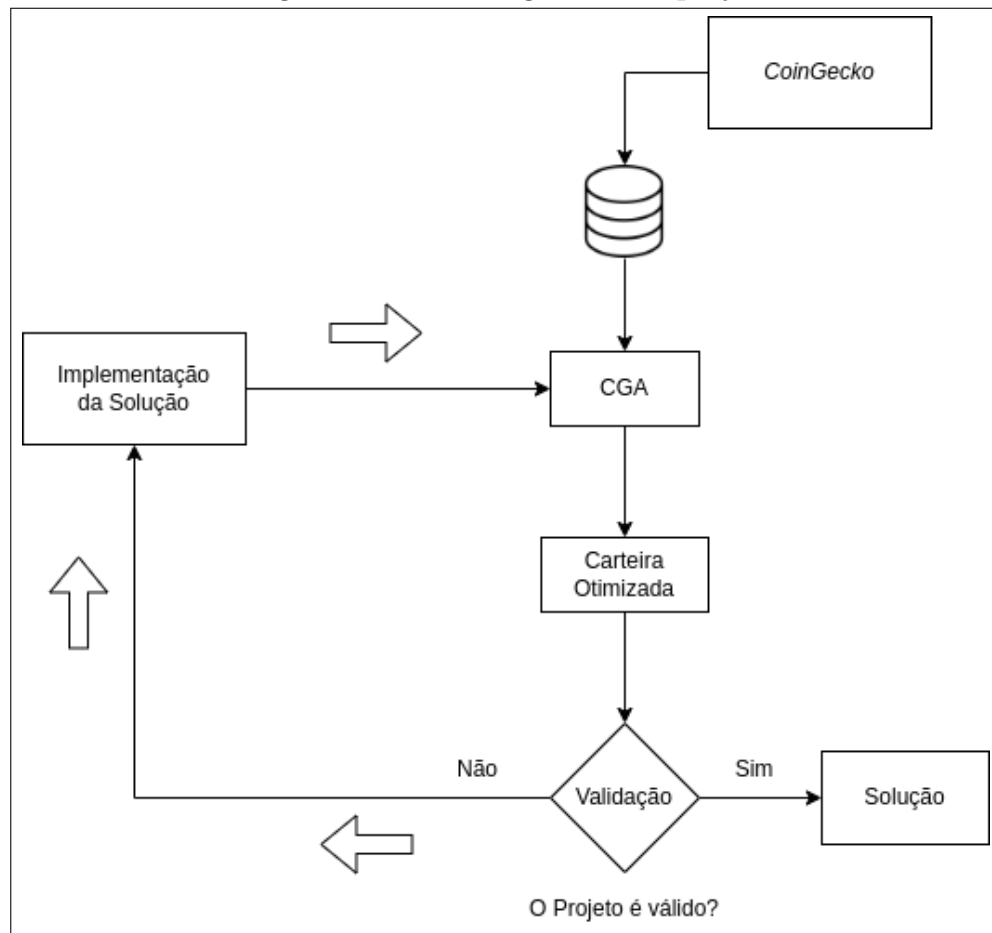 CoinGecko
Implementação
da Solução
CGA
Carteira
Otimizada
Não
Sim
Validação
Solução
O Projeto é válido?